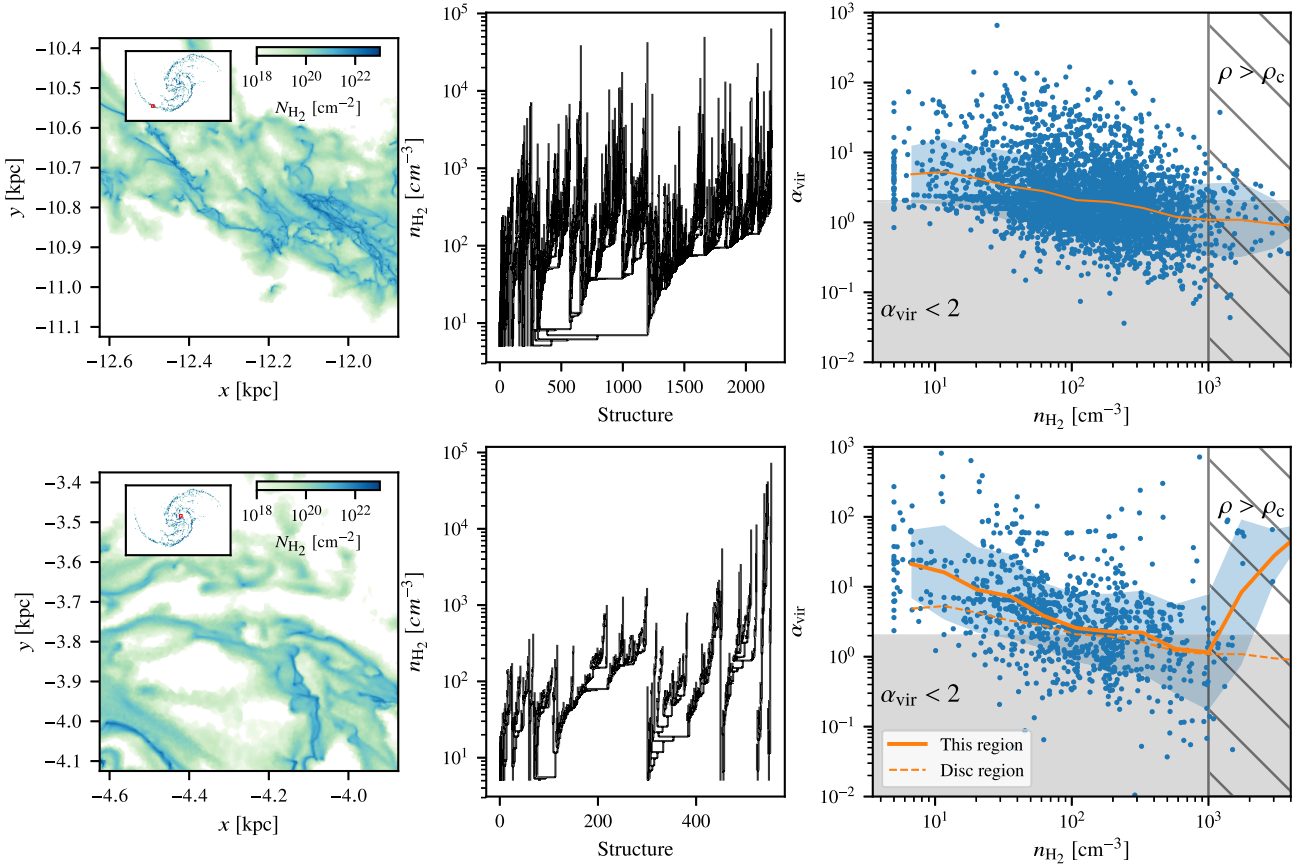 −10.4
−10.5
−10.6
−10.7
−10.8
−10.9
−11.0
−11.1
y [kpc]
−12.6 −12.4 −12.2 −12.0
x [kpc]
10^18 10^20 10^22
N_H2 [cm^−2]
10^5
10^4
10^3
10^2
10^1
n_H2 [cm^−3]
0 500 1000 1500 2000
Structure
10^3
10^2
10^1
10^0
10^−1
10^−2
α_vir
ρ > ρ_c
α_vir < 2
10^1 10^2 10^3
n_H2 [cm^−3]
−3.4
−3.5
−3.6
−3.7
−3.8
−3.9
−4.0
−4.1
y [kpc]
−4.6 −4.4 −4.2 −4.0
x [kpc]
10^18 10^20 10^22
N_H2 [cm^−2]
10^5
10^4
10^3
10^2
10^1
n_H2 [cm^−3]
0 200 400
Structure
10^3
10^2
10^1
10^0
10^−1
10^−2
α_vir
ρ > ρ_c
α_vir < 2
This region
Disc region
10^1 10^2 10^3
n_H2 [cm^−3]